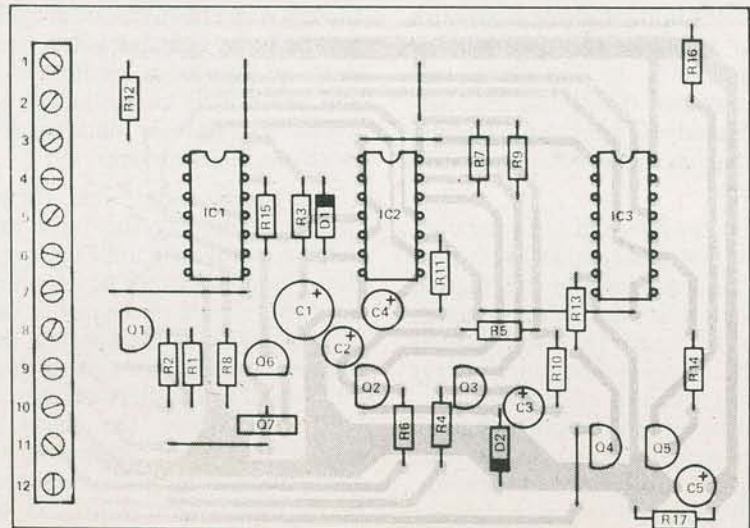 1
2
3
4
5
6
7
8
9
10
11
12
R12
R16
R7
R9
IC1
R15
R3
D1
IC2
IC3
R11
R13
C1
C4
Q1
C2
R5
R2
R1
R8
Q6
R10
R14
Q2
Q3
C3
Q7
R6
R4
D2
Q4
Q5
C5
R17